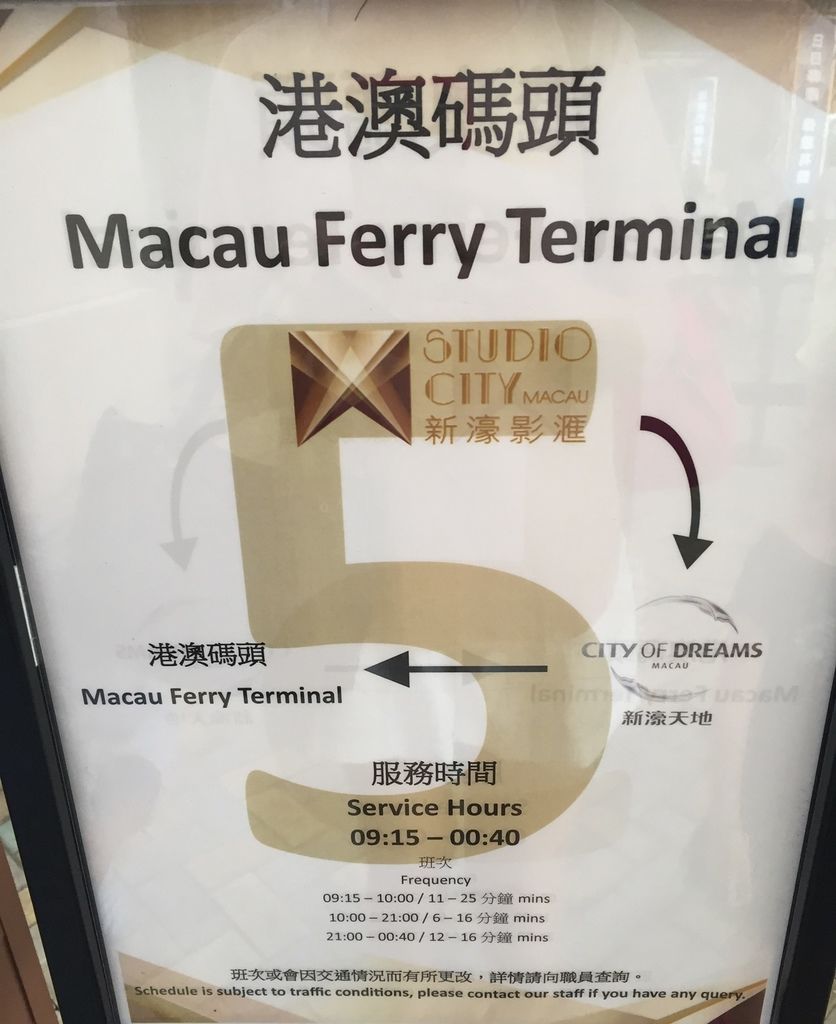 港澳碼頭
Macau Ferry Terminal
5
STUDIO
CITY MACAU
新濠影滙
港澳碼頭
Macau Ferry Terminal
CITY OF DREAMS
MACAU
新濠天地
服務時間
Service Hours
09:15 – 00:40
班次
Frequency
09:15 – 10:00 / 11 – 25 分鐘 mins
10:00 – 21:00 / 6 – 16 分鐘 mins
21:00 – 00:40 / 12 – 16 分鐘 mins
班次或會因交通情況而有所更改，詳情請向職員查詢。
Schedule is subject to traffic conditions, please contact our staff if you have any query.